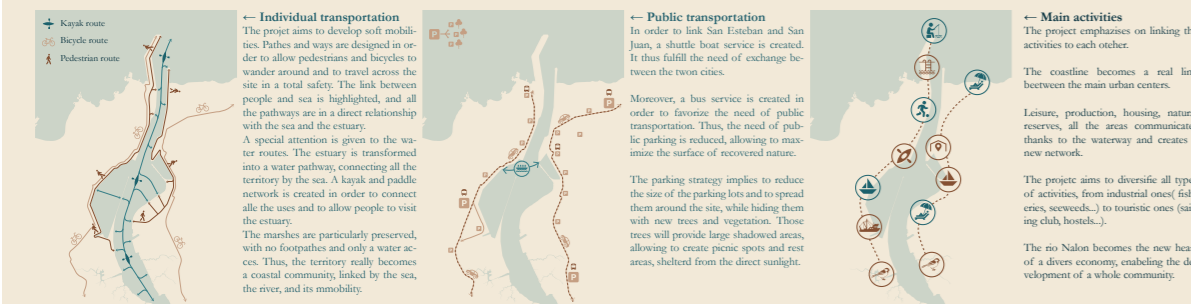 Kayak route
Bicycle route
Pedestrian route
← Individual transportation
The projet aims to develop soft mobili-
ties. Pathes and ways are designed in or-
der to allow pedestrians and bicycles to
wander around and to travel across the
site in a total safety. The link between
people and sea is highlighted, and all
the pathways are in a direct relationship
with the sea and the estuary.
A special attention is given to the wa-
ter routes. The estuary is transformed
into a water pathway, connecting all the
territory by the sea. A kayak and paddle
network is created in order to connect
alle the uses and to allow people to visit
the estuary.
The marshes are particularly preserved,
with no footpathes and only a water ac-
ces. Thus, the territory really becomes
a coastal community, linked by the sea,
the river, and its mmobility.
P
P
P
P
P
← Public transportation
In order to link San Esteban and San
Juan, a shuttle boat service is created.
It thus fulfill the need of exchange be-
tween the twon cities.
Moreover, a bus service is created in
order to favorize the need of public
transportation. Thus, the need of pub-
lic parking is reduced, allowing to max-
imize the surface of recovered nature.
The parking strategy implies to reduce
the size of the parking lots and to spread
them around the site, while hiding them
with new trees and vegetation. Those
trees will provide large shadowed areas,
allowing to create picnic spots and rest
areas, shelterd from the direct sunlight.
← Main activities
The project emphazises on linking th
activities to each oteher.
The coastline becomes a real lin
beetween the main urban centers.
Leisure, production, housing, natur
reserves, all the areas communicat
thanks to the waterway and creates
new network.
The projetc aims to diversifie all type
of activities, from industrial ones( fish
eries, seeweeds...) to touristic ones (sai
ing club, hostels...).
The rio Nalon becomes the new hear
of a divers economy, enabeling the de
velopment of a whole community.